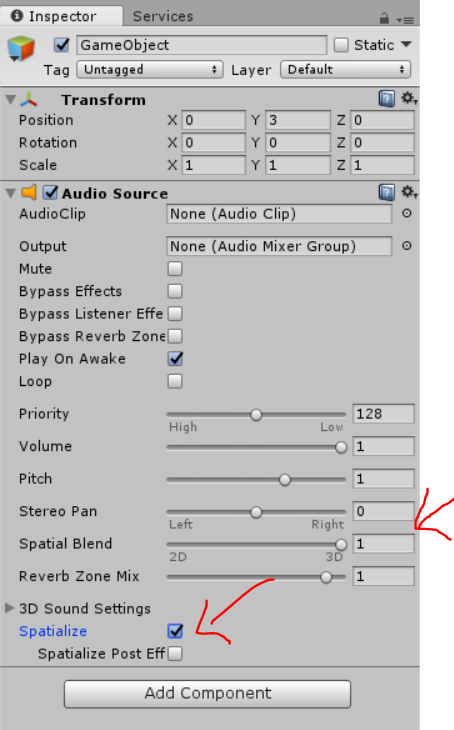 Inspector Services
GameObject Static
Tag Untagged Layer Default
Transform
Position X 0 Y 3 Z 0
Rotation X 0 Y 0 Z 0
Scale X 1 Y 1 Z 1
Audio Source
AudioClip None (Audio Clip)
Output None (Audio Mixer Group)
Mute
Bypass Effects
Bypass Listener Effe
Bypass Reverb Zone
Play On Awake
Loop
Priority 128
High Low
Volume 1
Pitch 1
Stereo Pan 0
Left Right
Spatial Blend 1
2D 3D
Reverb Zone Mix 1
3D Sound Settings
Spatialize
Spatialize Post Eff
Add Component